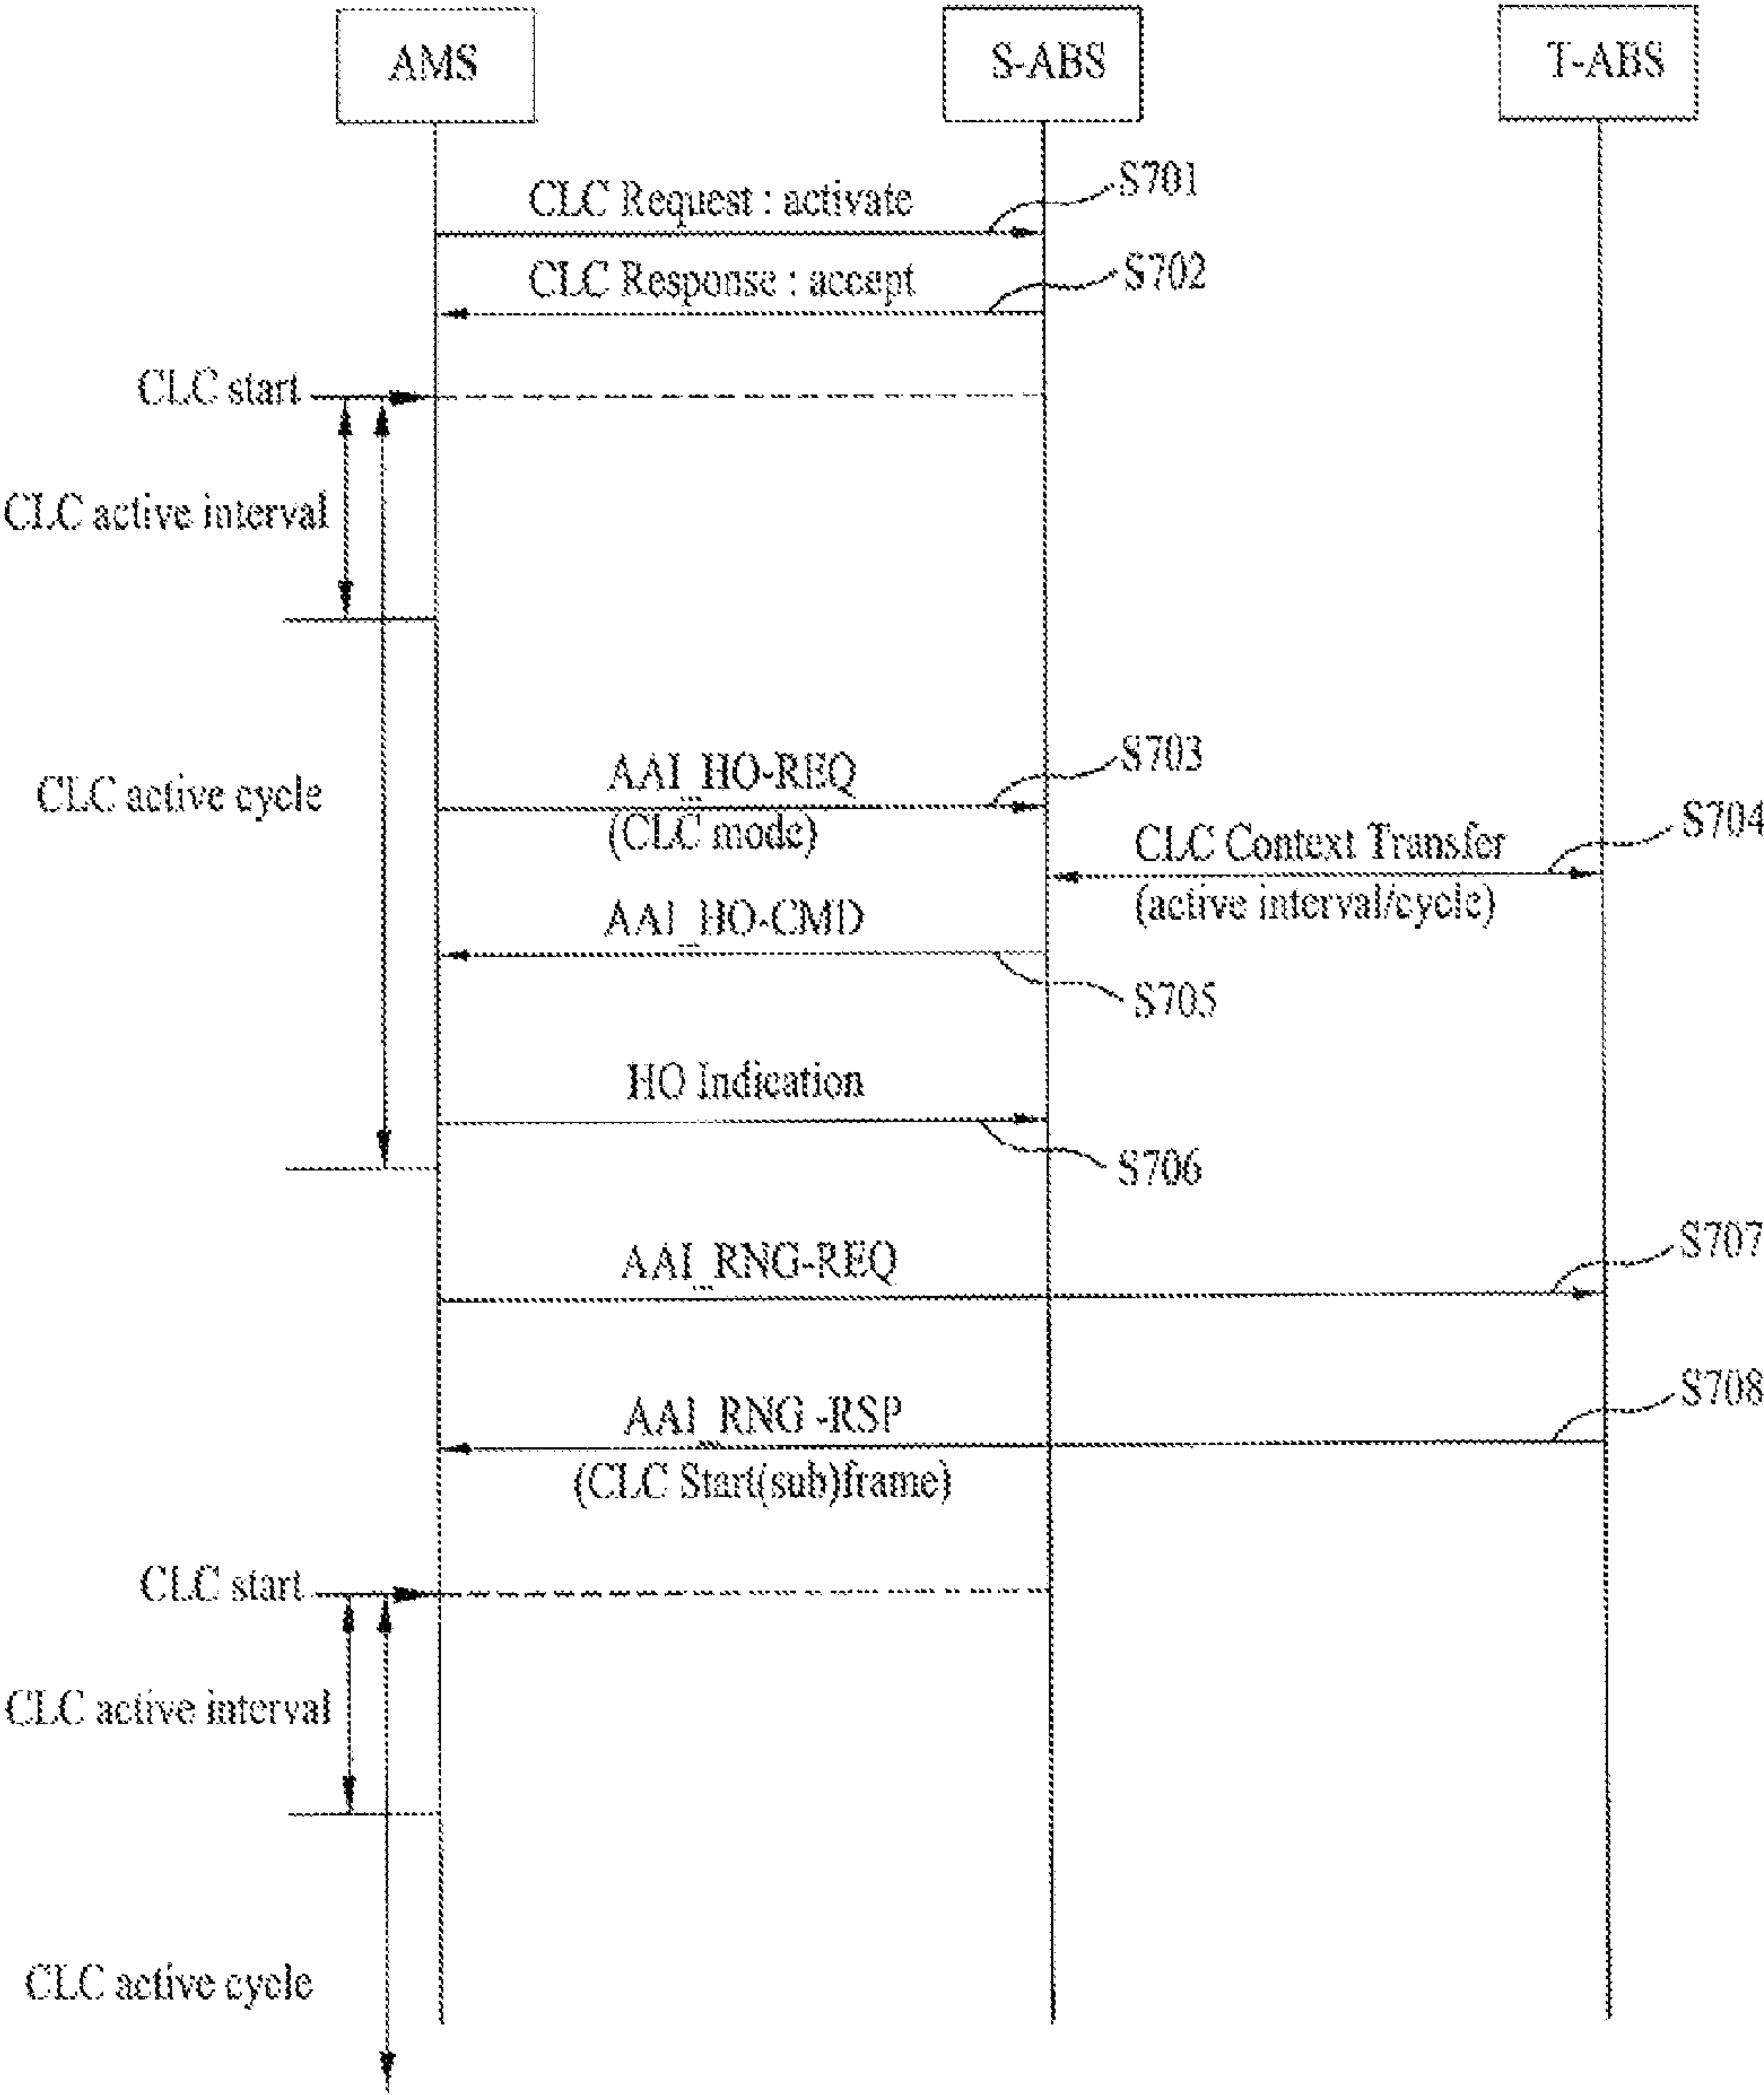 AMS
S-ABS
T-ABS
CLC Request : activate
S701
CLC Response : accept
S702
CLC start
CLC active interval
AAI_HO-REQ
(CLC mode)
S703
CLC active cycle
CLC Context Transfer
(active interval/cycle)
S704
AAI_HO-CMD
S705
HO Indication
S706
AAI_RNG-REQ
S707
AAI_RNG -RSP
(CLC Start(sub)frame)
S708
CLC start
CLC active interval
CLC active cycle